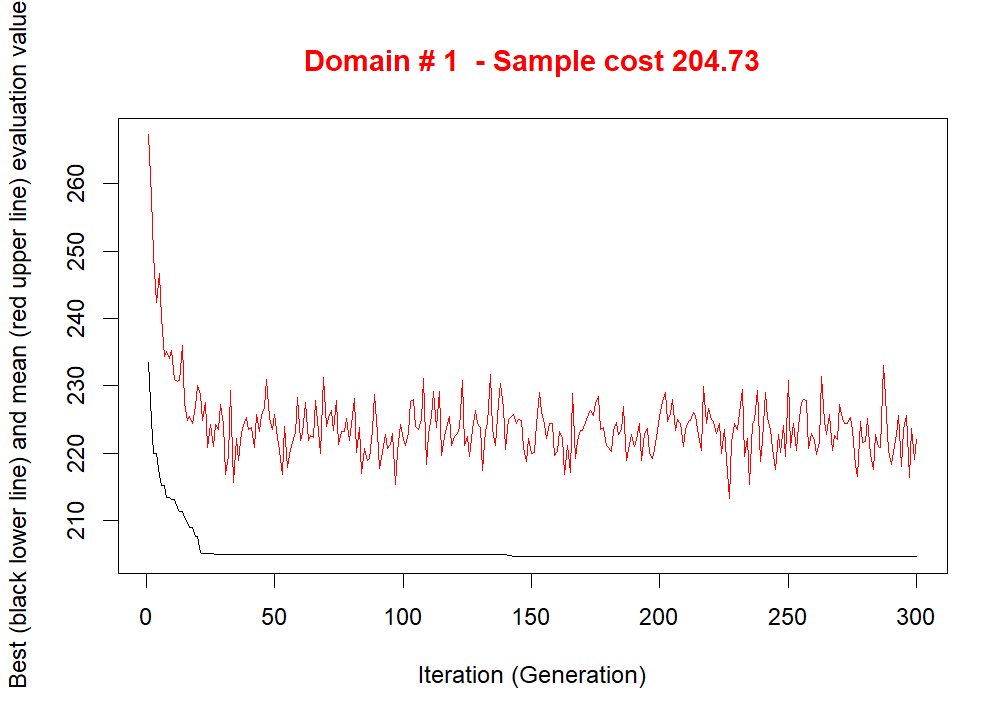 Domain # 1  - Sample cost 204.73
Best (black lower line) and mean (red upper line) evaluation value
260
250
240
230
220
210
0 50 100 150 200 250 300
Iteration (Generation)